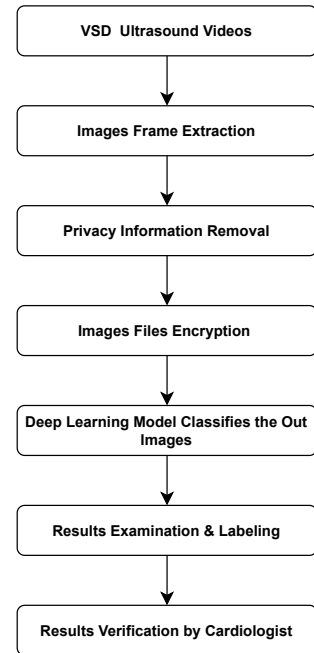 VSD Ultrasound Videos
Images Frame Extraction
Privacy Information Removal
Images Files Encryption
Deep Learning Model Classifies the Out
Images
Results Examination & Labeling
Results Verification by Cardiologist